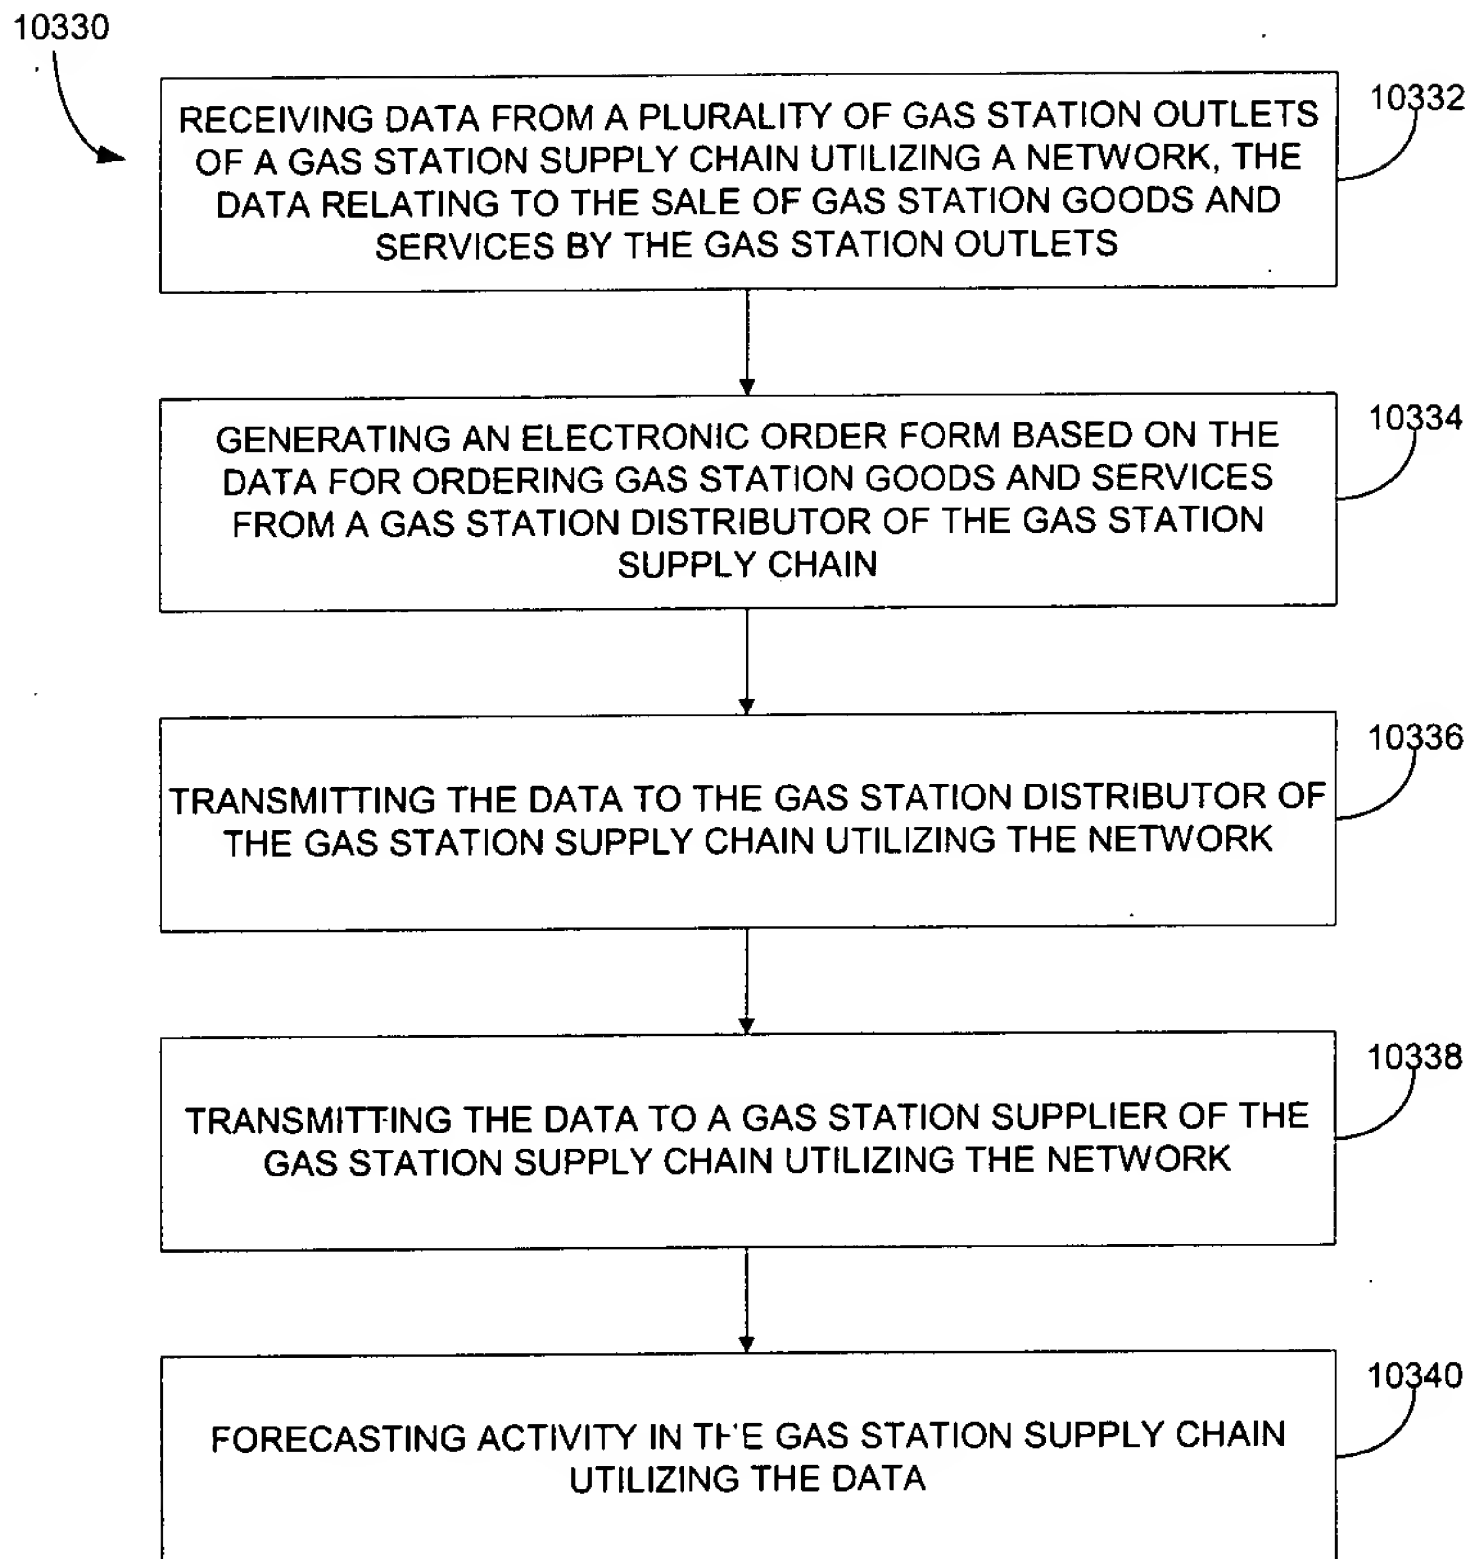 10330
10332
RECEIVING DATA FROM A PLURALITY OF GAS STATION OUTLETS
OF A GAS STATION SUPPLY CHAIN UTILIZING A NETWORK, THE
DATA RELATING TO THE SALE OF GAS STATION GOODS AND
SERVICES BY THE GAS STATION OUTLETS
10334
GENERATING AN ELECTRONIC ORDER FORM BASED ON THE
DATA FOR ORDERING GAS STATION GOODS AND SERVICES
FROM A GAS STATION DISTRIBUTOR OF THE GAS STATION
SUPPLY CHAIN
10336
TRANSMITTING THE DATA TO THE GAS STATION DISTRIBUTOR OF
THE GAS STATION SUPPLY CHAIN UTILIZING THE NETWORK
10338
TRANSMITTING THE DATA TO A GAS STATION SUPPLIER OF THE
GAS STATION SUPPLY CHAIN UTILIZING THE NETWORK
10340
FORECASTING ACTIVITY IN THE GAS STATION SUPPLY CHAIN
UTILIZING THE DATA